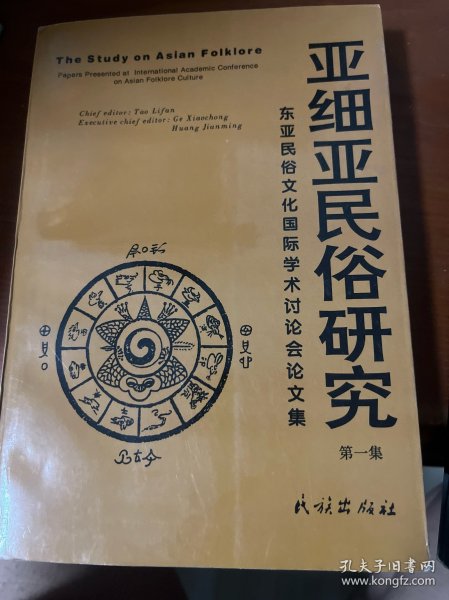 The Study on Asian Folklore
Papers Presented at International Academic Conference
on Asian Folklore Culture
Chief editor: Tao Lifan
Executive chief editor: Ge Xiaochong
Huang Jianming
亚细亚民俗研究
东亚民俗文化国际学术讨论会论文集
第一集
民族出版社
孔夫子旧书网
www.kongfz.com